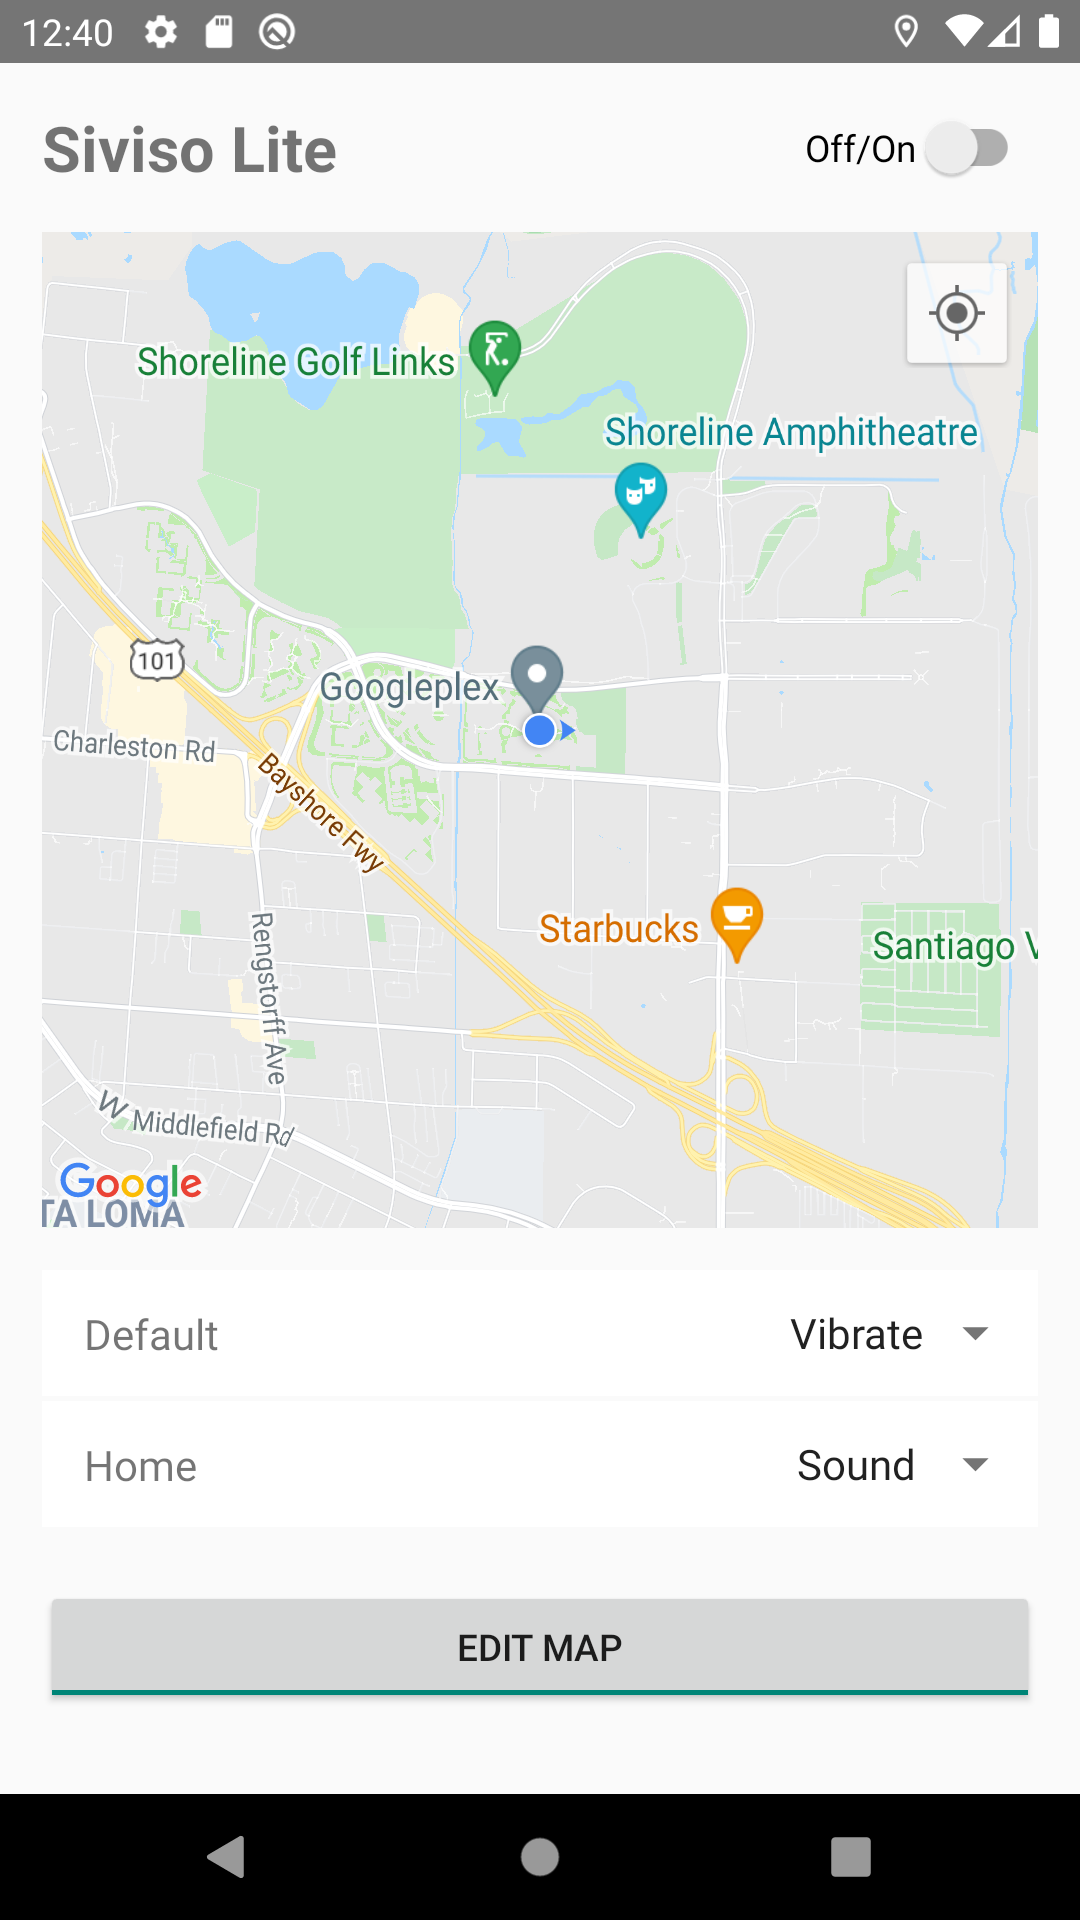 12:40
Siviso Lite
Off/On
Shoreline Golf Links
Shoreline Amphitheatre
101
Googleplex
Charleston Rd
Bayshore Fwy
Starbucks
Santiago V
Rengstorff Ave
W Middlefield Rd
Google
TA LOMA
Default
Vibrate
Home
Sound
EDIT MAP